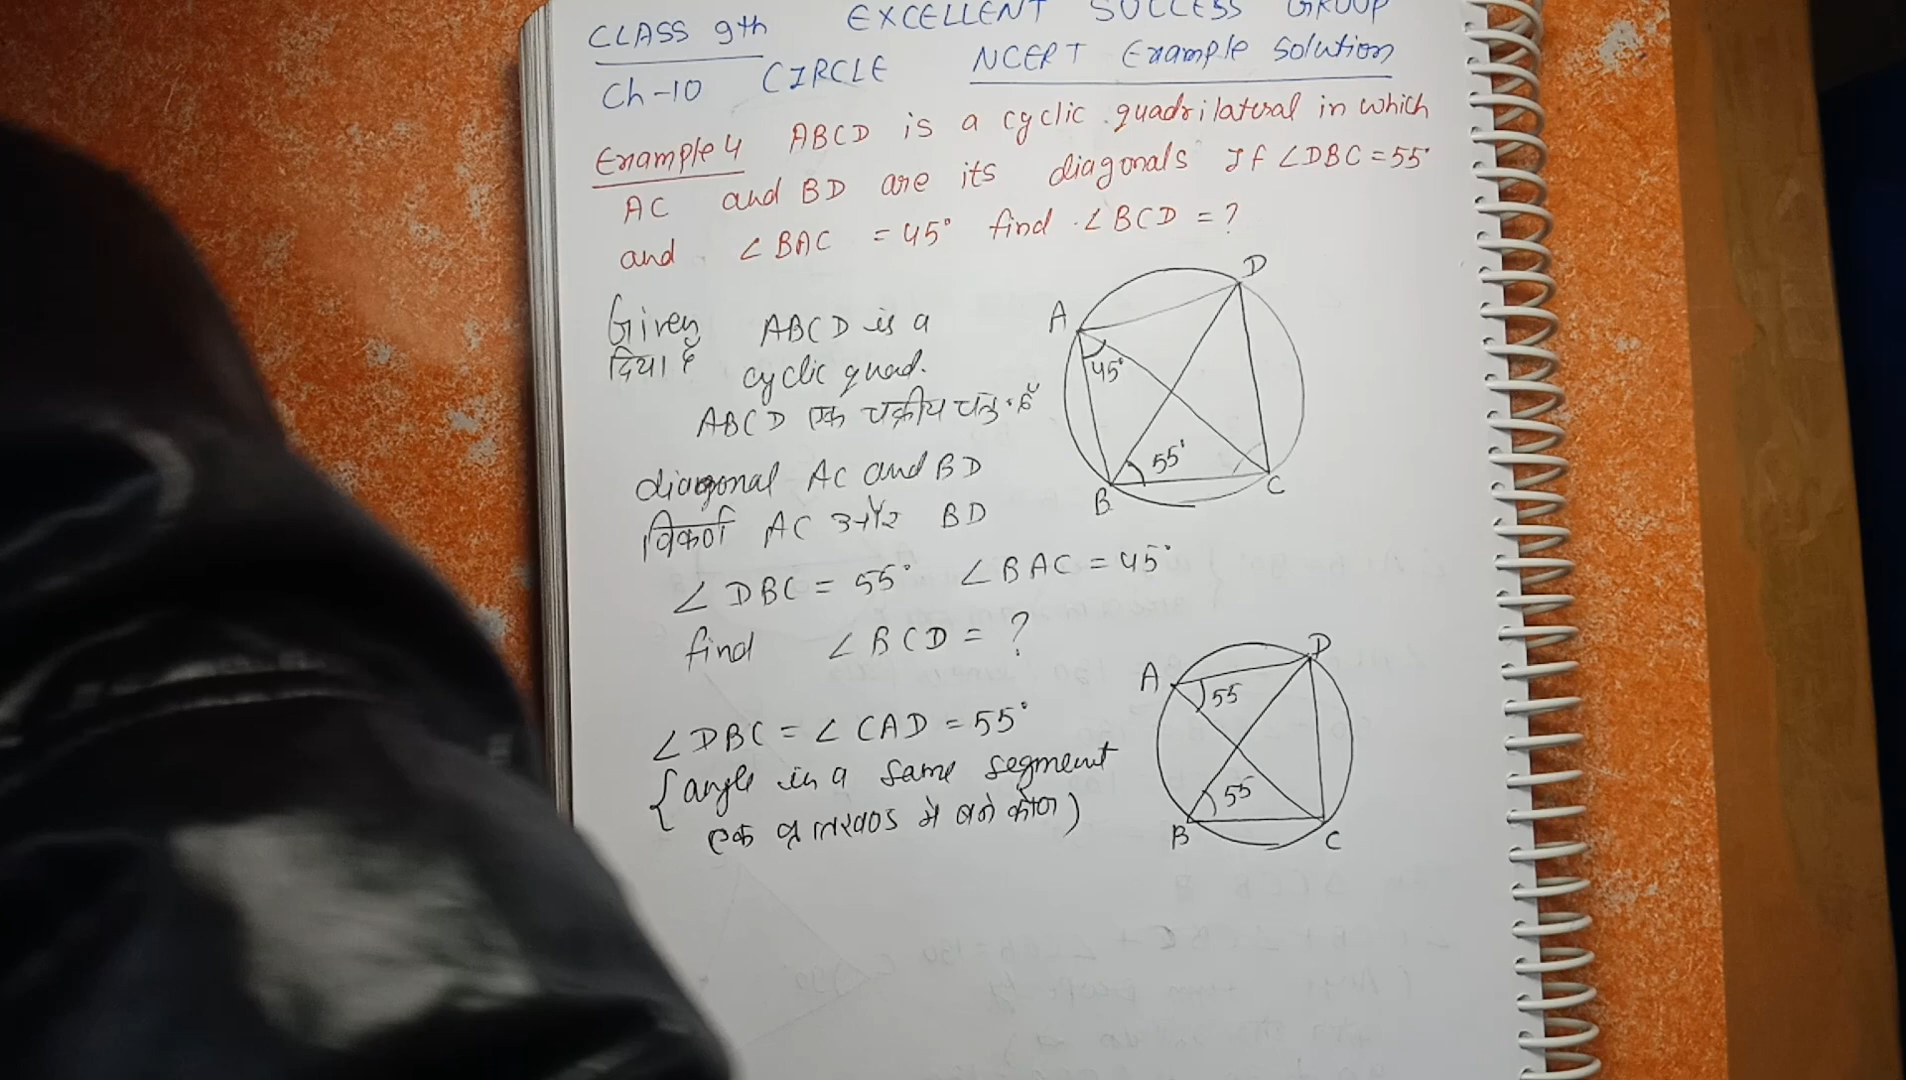 CLASS 9th EXCELLENT SUCCESS GROUP
Ch-10 CIRCLE NCERT Example Solution
Example 4 ABCD is a cyclic quadrilateral in which
AC and BD are its diagonals If ∠DBC = 55°
and ∠BAC = 45° find ∠BCD = ?
Given ABCD is a
दिया है cyclic quad.
ABCD एक चक्रीय चतु० है
diagonal AC and BD
विकर्ण AC और BD
∠DBC = 55° ∠BAC = 45°
find ∠BCD = ?
∠DBC = ∠CAD = 55°
{angle in a same segment
एक वृतखण्ड में बने कोण)
D
A
45°
55°
B
C
D
A
55
55
B
C